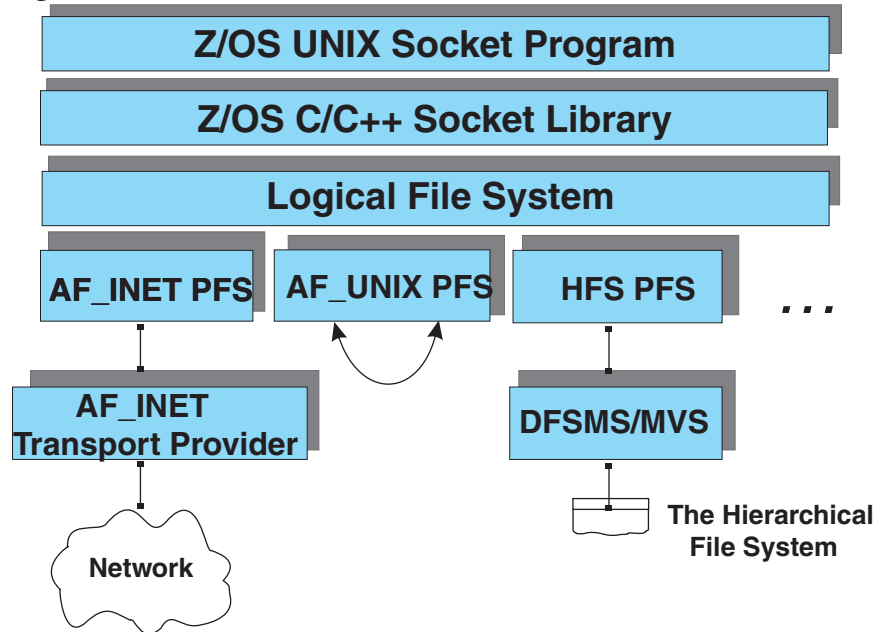 Z/OS UNIX Socket Program
Z/OS C/C++ Socket Library
Logical File System
AF_INET PFS
AF_UNIX PFS
HFS PFS
...
AF_INET
Transport Provider
DFSMS/MVS
The Hierarchical
File System
Network